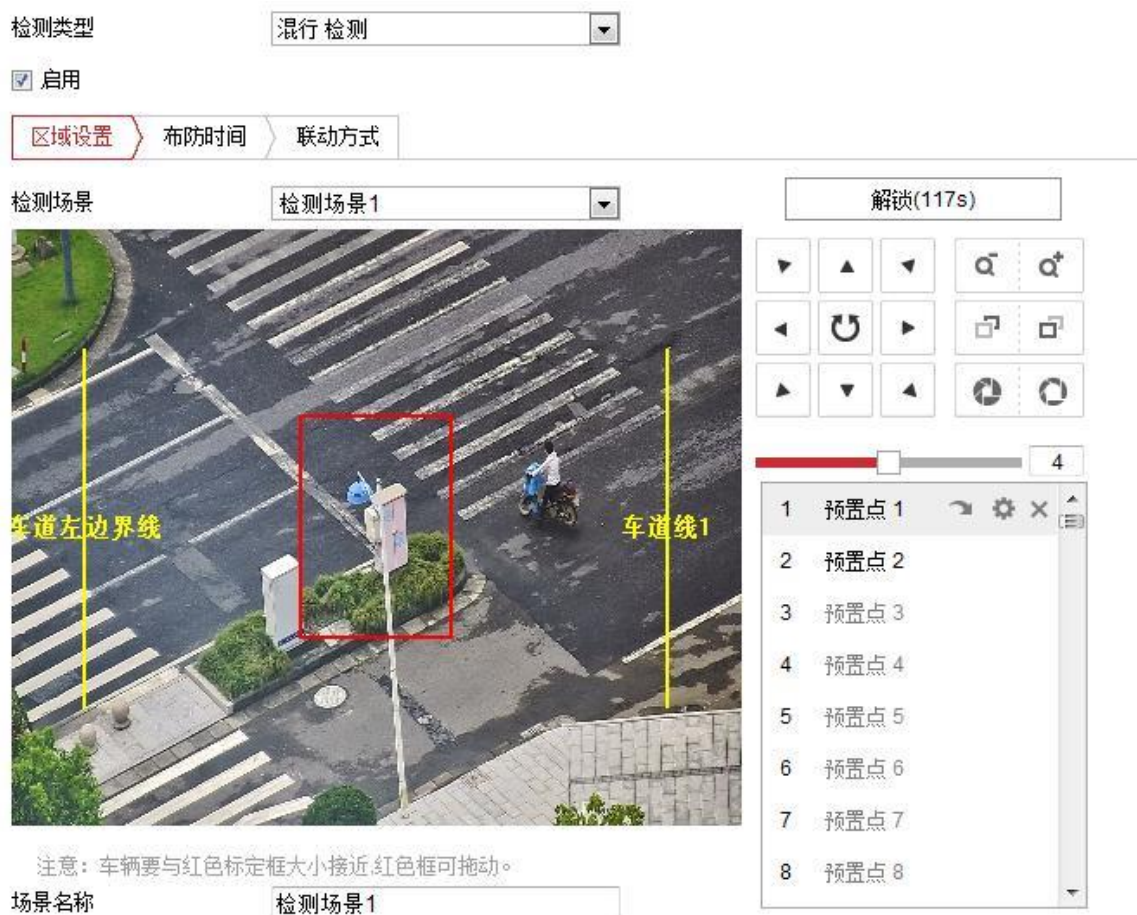 检测类型 混行 检测
启用
区域设置 布防时间 联动方式
检测场景 检测场景1 解锁(117s)
车道左边界线 车道线1
4
1 预置点 1
2 预置点 2
3 预置点 3
4 预置点 4
5 预置点 5
6 预置点 6
7 预置点 7
8 预置点 8
注意：车辆要与红色标定框大小接近,红色框可拖动。
场景名称 检测场景1